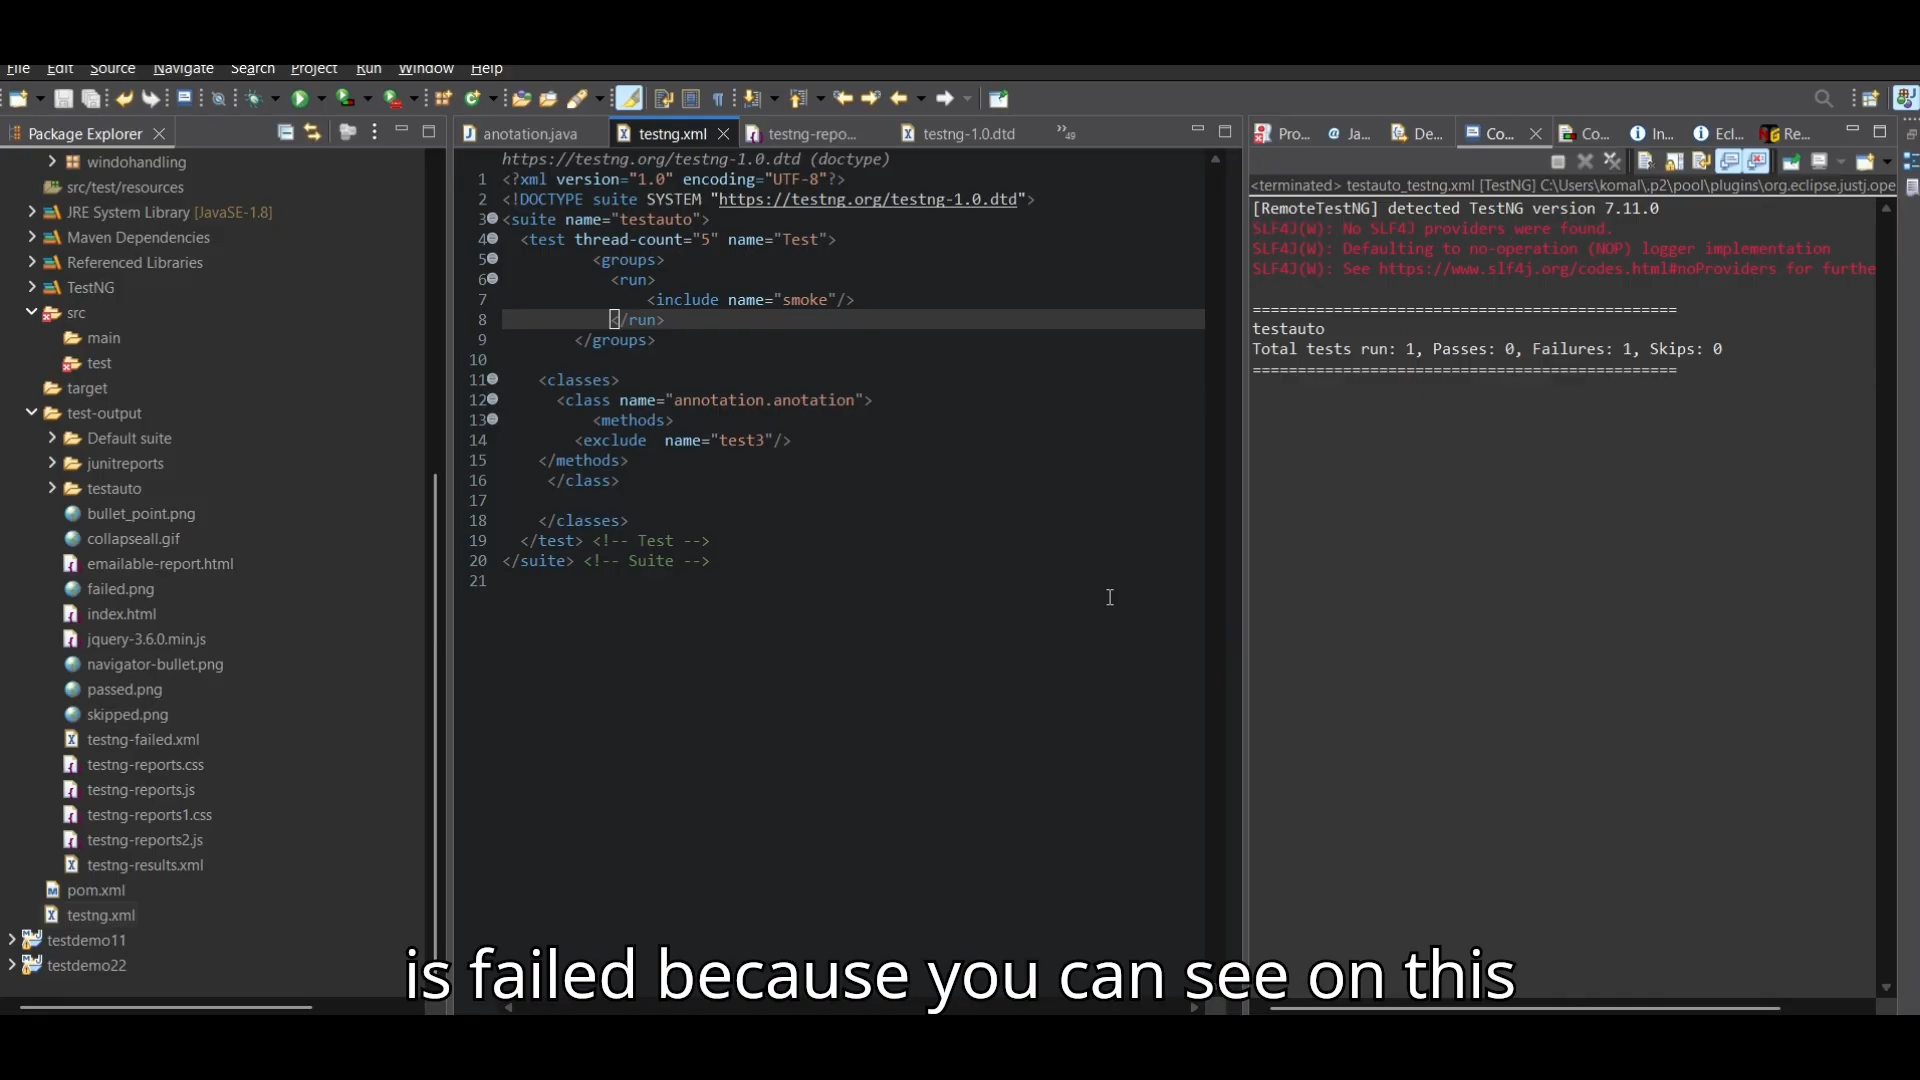 File Edit Source Navigate Search Project Run Window Help
Package Explorer
windohandling
src/test/resources
JRE System Library [JavaSE-1.8]
Maven Dependencies
Referenced Libraries
TestNG
src
main
test
target
test-output
Default suite
junitreports
testauto
bullet_point.png
collapseall.gif
emailable-report.html
failed.png
index.html
jquery-3.6.0.min.js
navigator-bullet.png
passed.png
skipped.png
testng-failed.xml
testng-reports.css
testng-reports.js
testng-reports1.css
testng-reports2.js
testng-results.xml
pom.xml
testng.xml
testdemo11
testdemo22
anotation.java testng.xml testng-repo... testng-1.0.dtd »49
https://testng.org/testng-1.0.dtd (doctype)
1 <?xml version="1.0" encoding="UTF-8"?>
2 <!DOCTYPE suite SYSTEM "https://testng.org/testng-1.0.dtd">
3 <suite name="testauto">
4 <test thread-count="5" name="Test">
5 <groups>
6 <run>
7 <include name="smoke"/>
8 </run>
9 </groups>
10
11 <classes>
12 <class name="annotation.anotation">
13 <methods>
14 <exclude name="test3"/>
15 </methods>
16 </class>
17
18 </classes>
19 </test> <!-- Test -->
20 </suite> <!-- Suite -->
21
Pro... Ja... De... Co... Co... In... Ecl... Re...
<terminated> testauto_testng.xml [TestNG] C:\Users\komal\.p2\pool\plugins\org.eclipse.justj.ope
[RemoteTestNG] detected TestNG version 7.11.0
SLF4J(W): No SLF4J providers were found.
SLF4J(W): Defaulting to no-operation (NOP) logger implementation
SLF4J(W): See https://www.slf4j.org/codes.html#noProviders for furthe
===============================================
testauto
Total tests run: 1, Passes: 0, Failures: 1, Skips: 0
===============================================
is failed because you can see on this